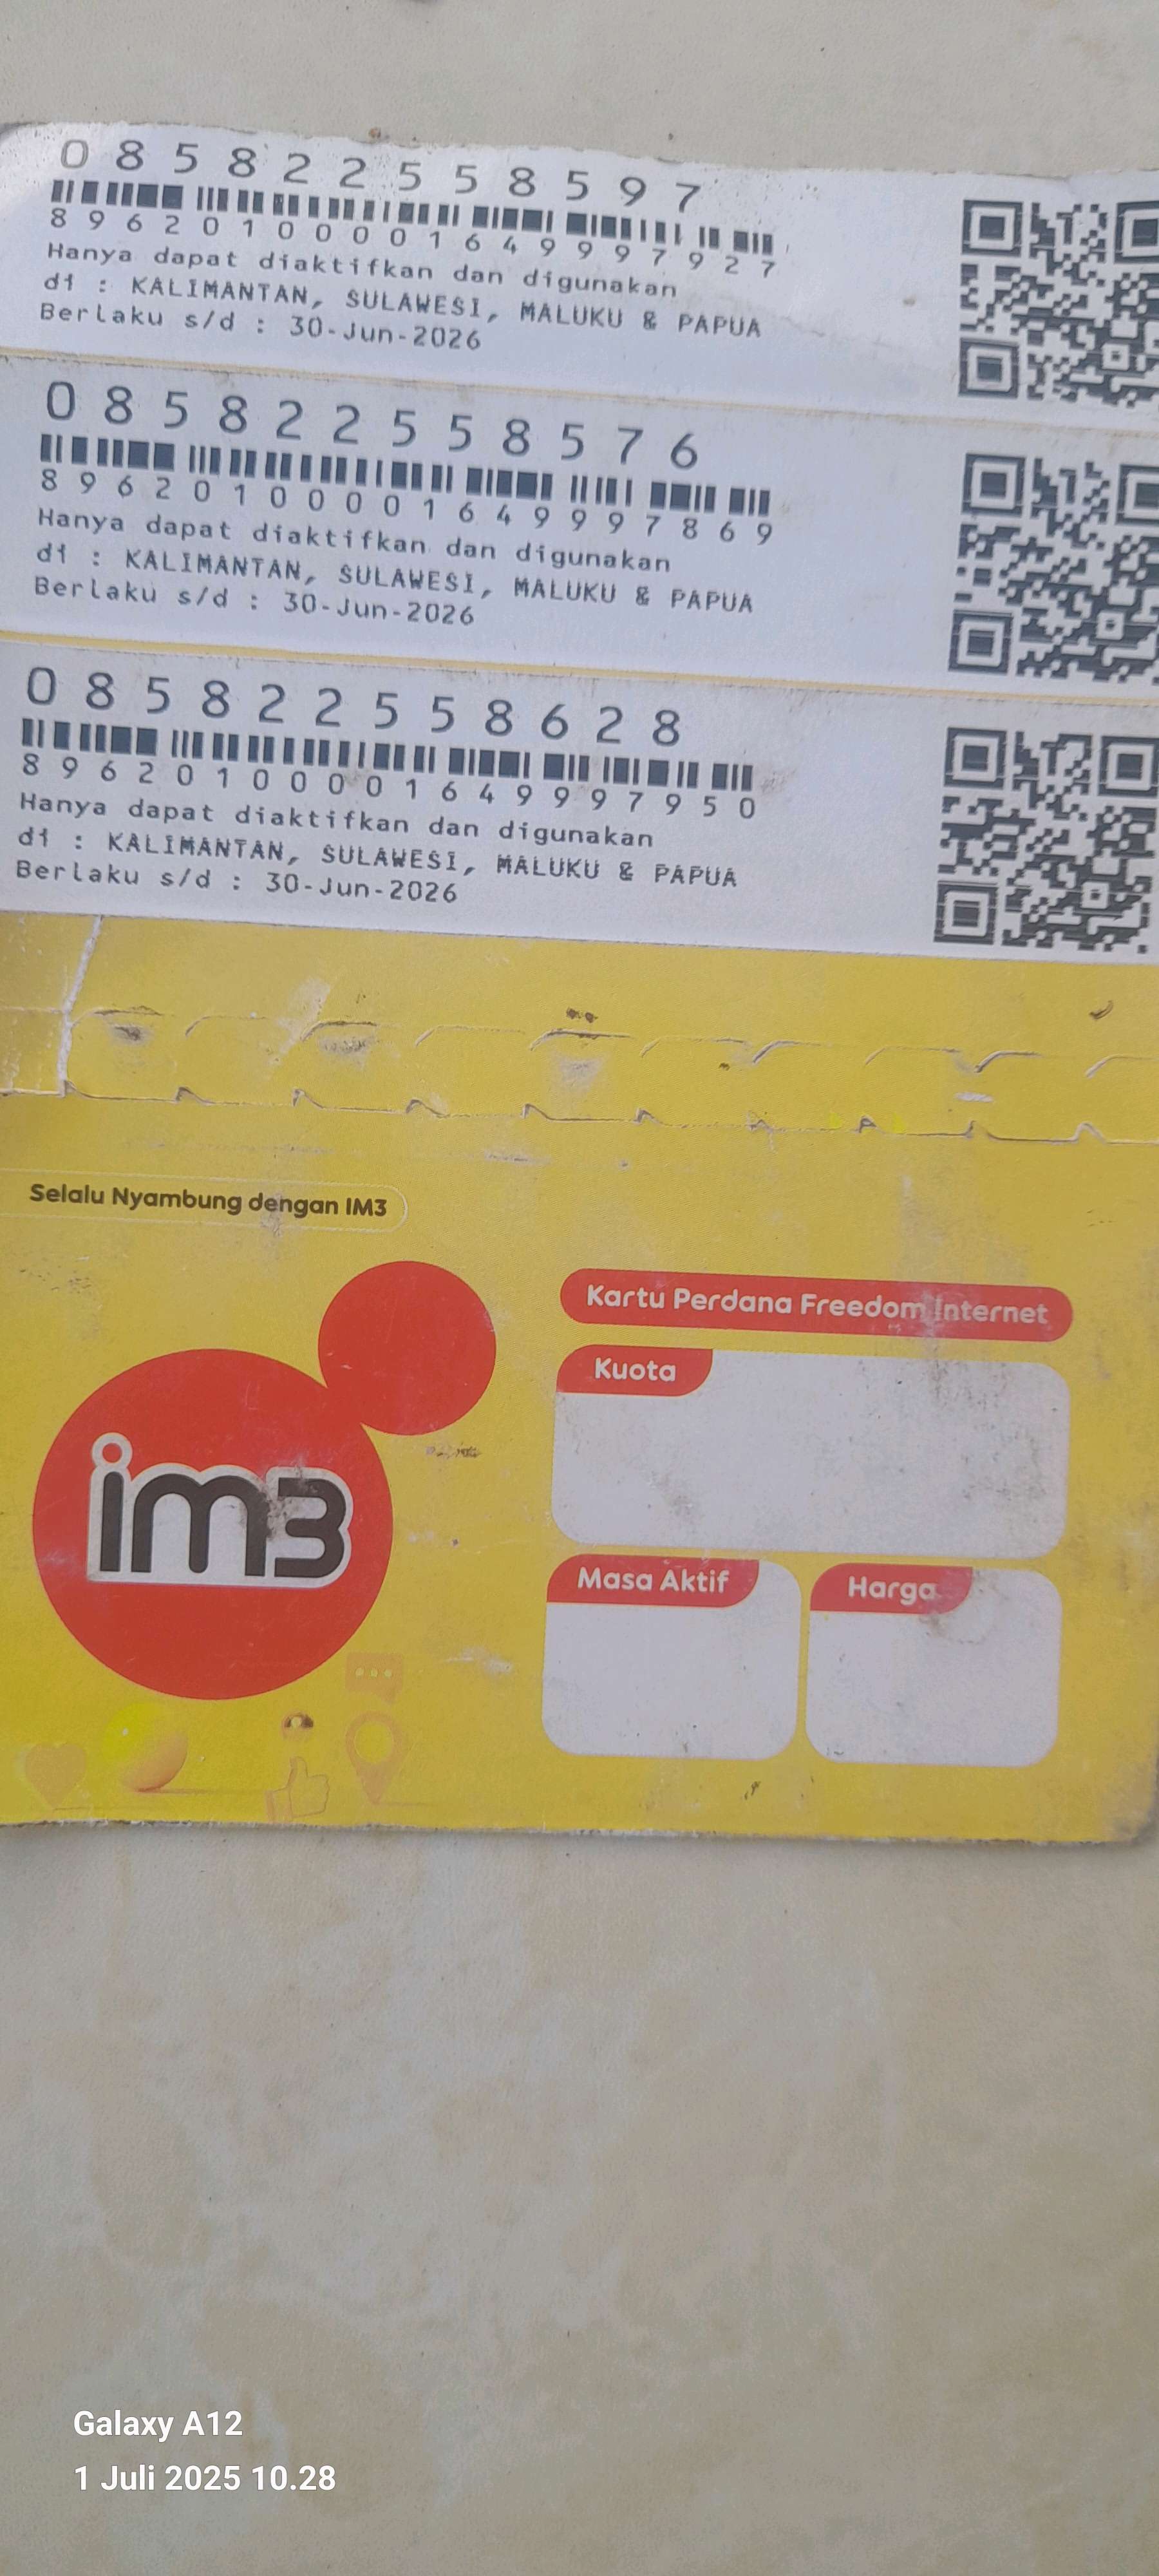 085822558597
89620100001649997927
Hanya dapat diaktifkan dan digunakan
di : KALIMANTAN, SULAWESI, MALUKU & PAPUA
Berlaku s/d : 30-Jun-2026
085822558576
89620100001649997869
Hanya dapat diaktifkan dan digunakan
di : KALIMANTAN, SULAWESI, MALUKU & PAPUA
Berlaku s/d : 30-Jun-2026
085822558628
89620100001649997950
Hanya dapat diaktifkan dan digunakan
di : KALIMANTAN, SULAWESI, MALUKU & PAPUA
Berlaku s/d : 30-Jun-2026
Selalu Nyambung dengan IM3
Kartu Perdana Freedom Internet
Kuota
im3
Masa Aktif
Harga
Galaxy A12
1 Juli 2025 10.28